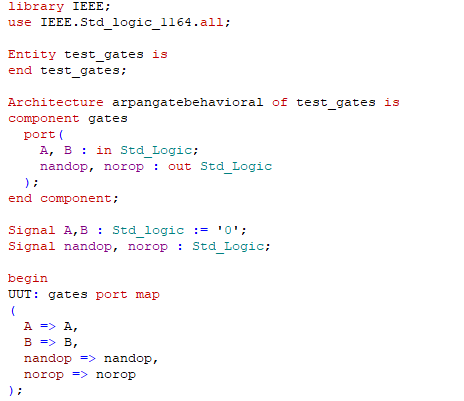 library IEEE;
use IEEE.Std_logic_1164.all;
Entity test_gates is
end test_gates;
Architecture arpangatebehavioral of test_gates is
component gates
port(
A, B : in Std_Logic;
nandop, norop : out Std_Logic
);
end component;
Signal A,B : Std_logic := '0';
Signal nandop, norop : Std_Logic;
begin
UUT: gates port map
(
A => A,
B => B,
nandop => nandop,
norop => norop
);